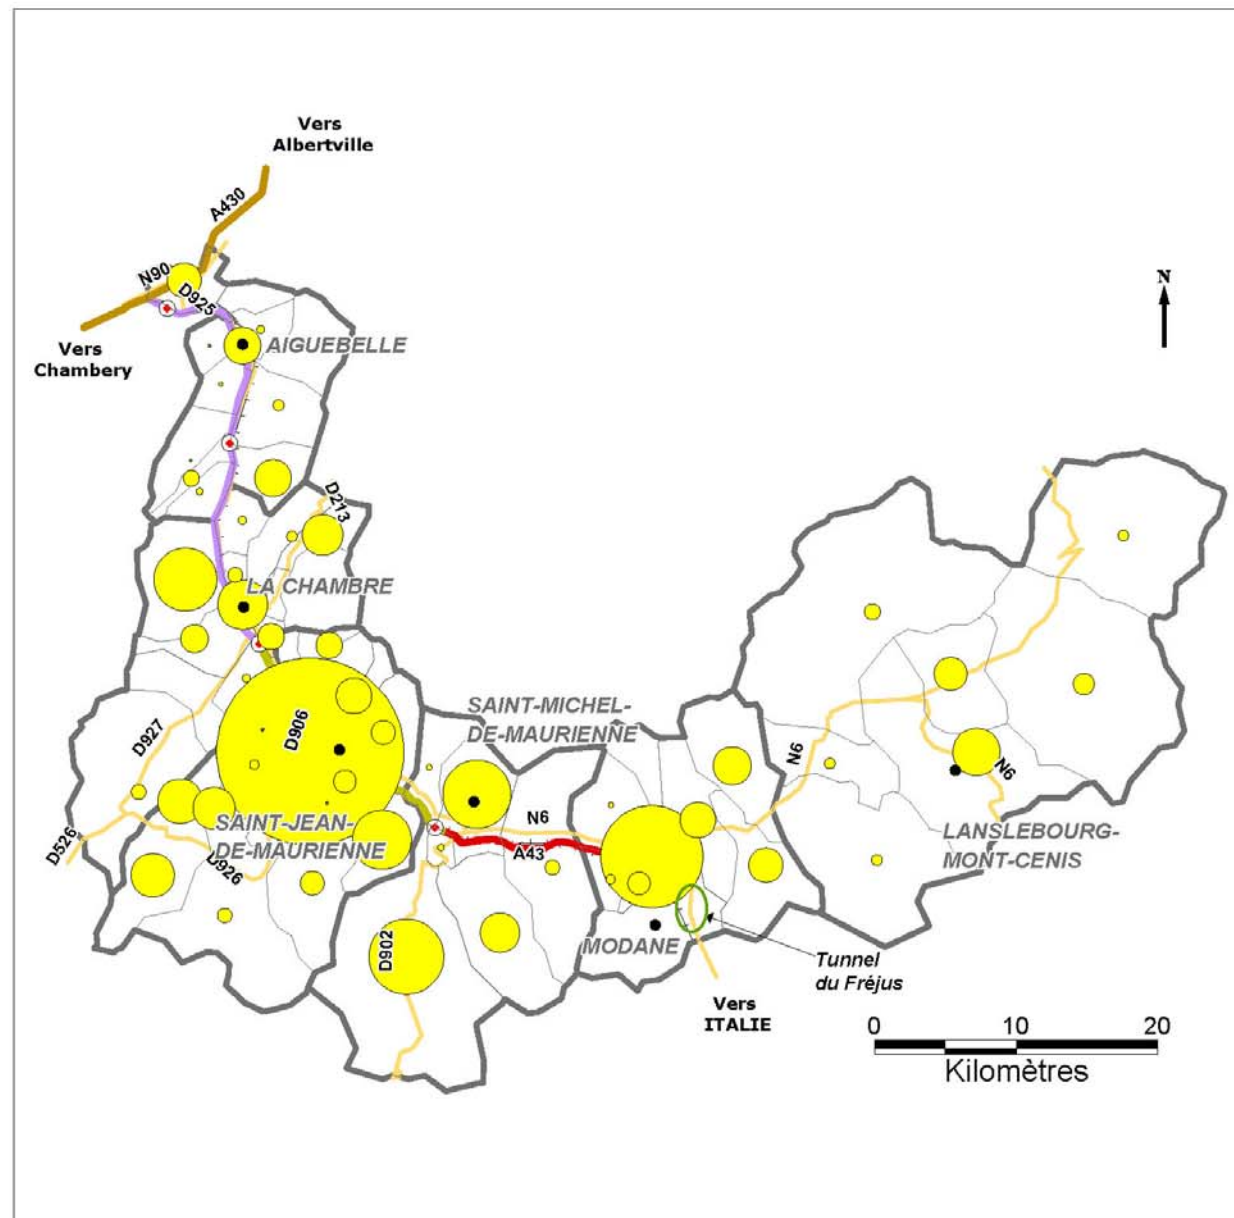 Vers
Albertville
A430
N
N90
D925
Vers
Chambery
AIGUEBELLE
D213
LA CHAMBRE
SAINT-MICHEL-
DE-MAURIENNE
D906
D927
N6
N6
SAINT-JEAN-
DE-MAURIENNE
N6
A43
LANSLEBOURG-
MONT-CENIS
D526
D926
D902
MODANE
Tunnel
du Fréjus
Vers
ITALIE
0 10 20
Kilomètres